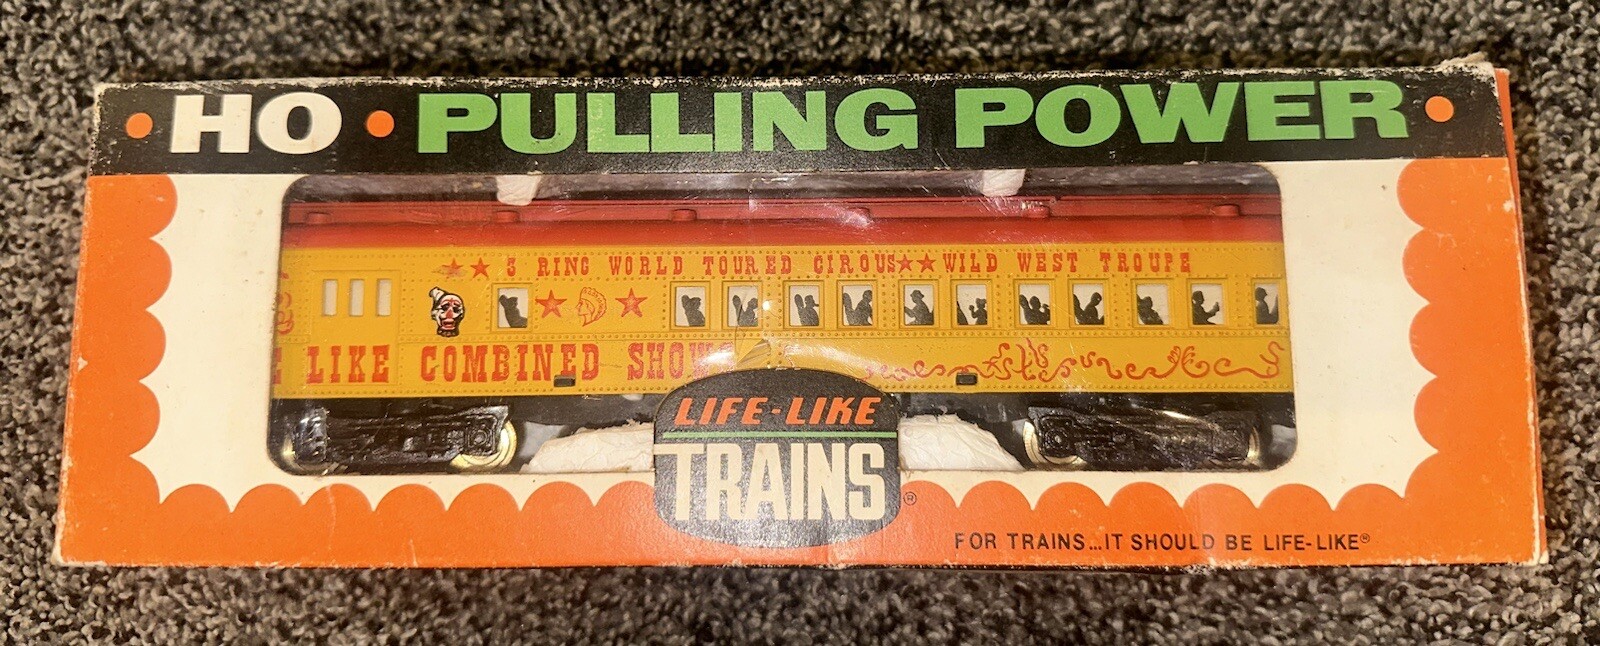 HO • PULLING POWER •
3 RING WORLD TOURED CIRCUS★★WILD WEST TROUPE
LIKE COMBINED SHOWS
LIFE-LIKE
TRAINS®
FOR TRAINS...IT SHOULD BE LIFE-LIKE®